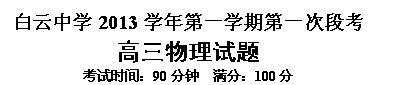 白云中学 2013 学年第一学期第一次段考
高三物理试题
考试时间：90 分钟　满分：100 分